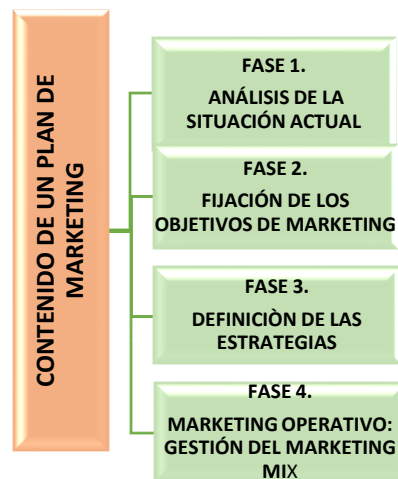 CONTENIDO DE UN PLAN DE
MARKETING
FASE 1.
ANÁLISIS DE LA
SITUACIÓN ACTUAL
FASE 2.
FIJACIÓN DE LOS
OBJETIVOS DE MARKETING
FASE 3.
DEFINICIÒN DE LAS
ESTRATEGIAS
FASE 4.
MARKETING OPERATIVO:
GESTIÓN DEL MARKETING
MIX